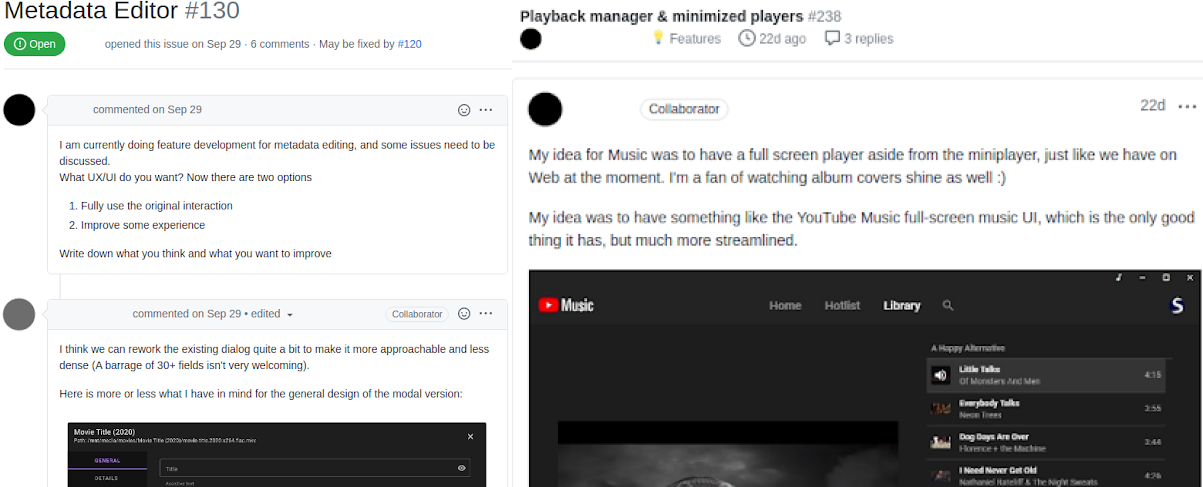 Metadata Editor #130
Open
opened this issue on Sep 29 · 6 comments · May be fixed by #120
commented on Sep 29
I am currently doing feature development for metadata editing, and some issues need to be
discussed.
What UX/UI do you want? Now there are two options
1. Fully use the original interaction
2. Improve some experience
Write down what you think and what you want to improve
commented on Sep 29 • edited
Collaborator
I think we can rework the existing dialog quite a bit to make it more approachable and less
dense (A barrage of 30+ fields isn't very welcoming).
Here is more or less what I have in mind for the general design of the modal version:
Movie Title (2020)
Path: /mnt/media/movies/Movie Title (2020)/movie.title.2020.x264.flac.mkv
GENERAL
DETAILS
Title
Assistive text
Playback manager & minimized players #238
Features
22d ago
3 replies
Collaborator
22d
My idea for Music was to have a full screen player aside from the miniplayer, just like we have on
Web at the moment. I'm a fan of watching album covers shine as well :)
My idea was to have something like the YouTube Music full-screen music UI, which is the only good
thing it has, but much more streamlined.
Music
Home
Hotlist
Library
S
A Happy Alternative
Little Talks
Of Monsters And Men
4:15
Everybody Talks
Neon Trees
2:55
Dog Days Are Over
Florence + the Machine
3:44
I Need Never Get Old
Nathaniel Rateliff & The Night Sweats
4:26